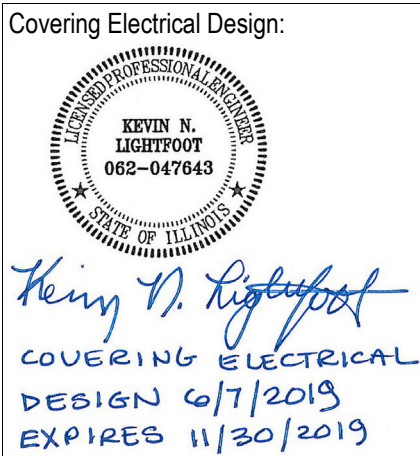 Covering Electrical Design:
LICENSED PROFESSIONAL ENGINEER
KEVIN N.
LIGHTFOOT
062-047643
STATE OF ILLINOIS
Kevin N. Lightfoot
COVERING ELECTRICAL
DESIGN 6/7/2019
EXPIRES 11/30/2019